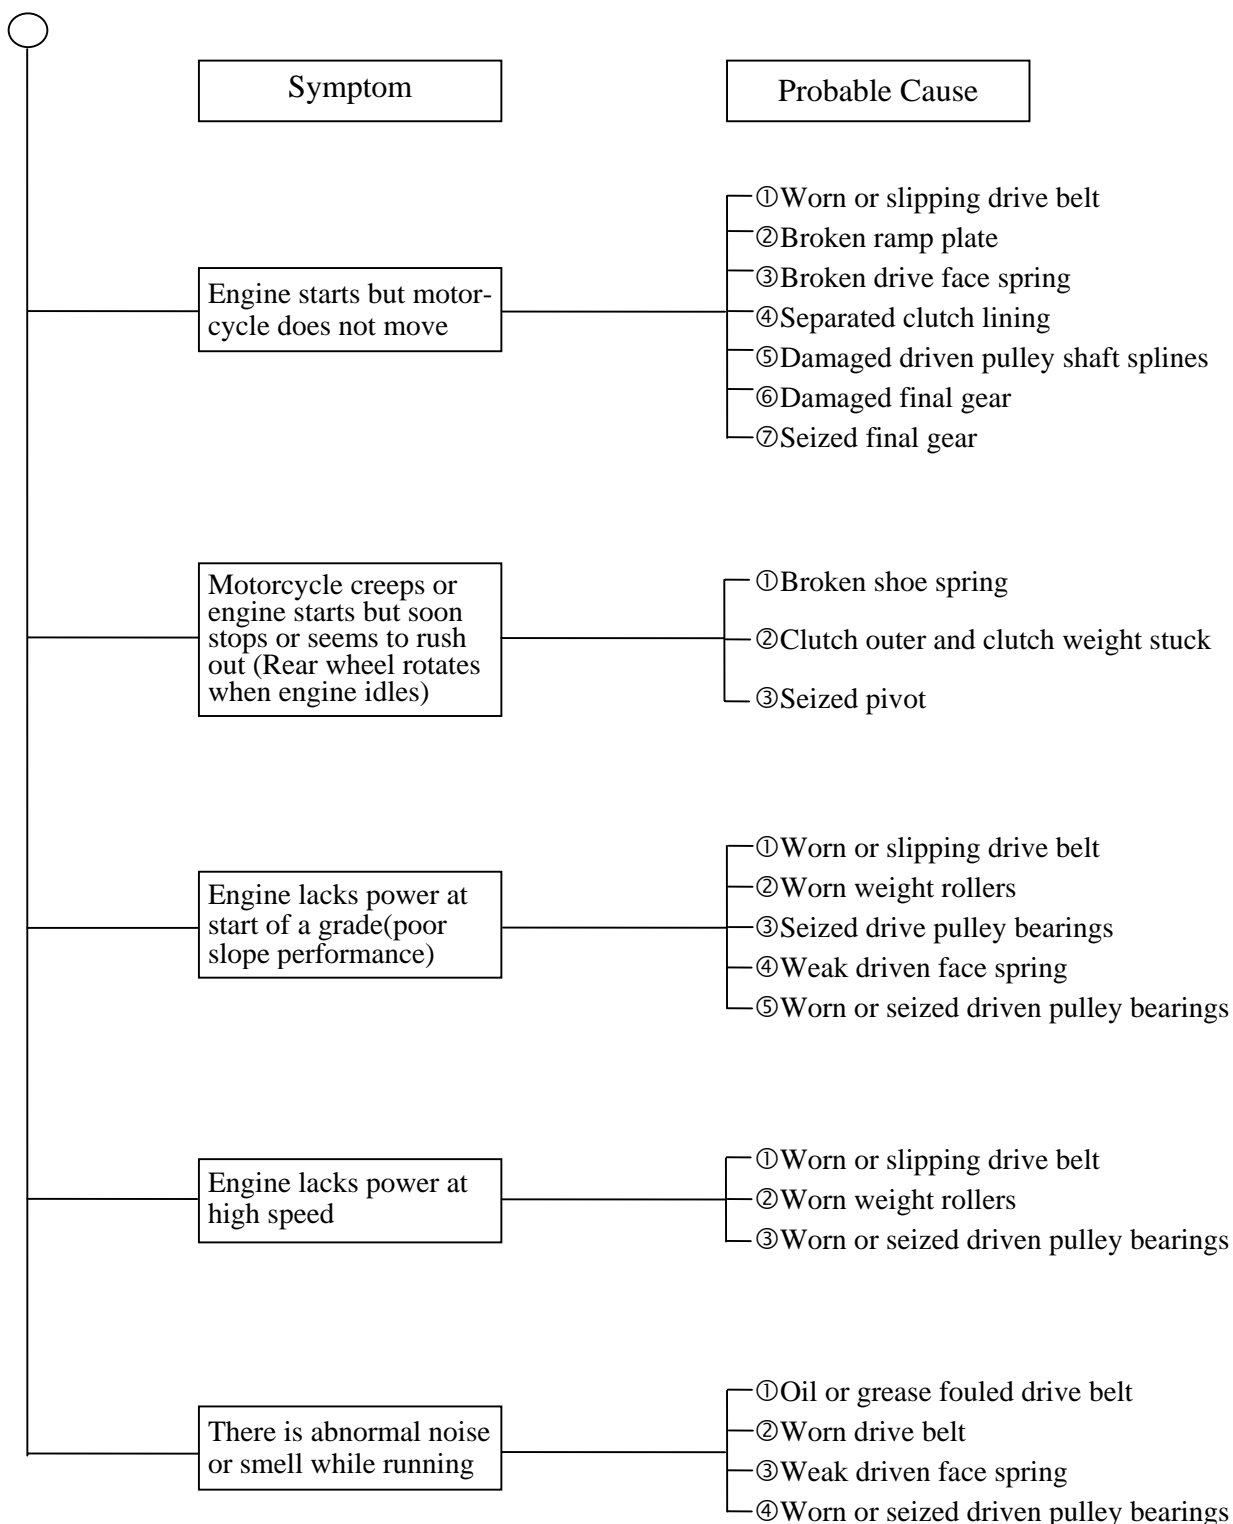 Symptom
Probable Cause
Engine starts but motor-
cycle does not move
①Worn or slipping drive belt
②Broken ramp plate
③Broken drive face spring
④Separated clutch lining
⑤Damaged driven pulley shaft splines
⑥Damaged final gear
⑦Seized final gear
Motorcycle creeps or
engine starts but soon
stops or seems to rush
out (Rear wheel rotates
when engine idles)
①Broken shoe spring
②Clutch outer and clutch weight stuck
③Seized pivot
Engine lacks power at
start of a grade(poor
slope performance)
①Worn or slipping drive belt
②Worn weight rollers
③Seized drive pulley bearings
④Weak driven face spring
⑤Worn or seized driven pulley bearings
Engine lacks power at
high speed
①Worn or slipping drive belt
②Worn weight rollers
③Worn or seized driven pulley bearings
There is abnormal noise
or smell while running
①Oil or grease fouled drive belt
②Worn drive belt
③Weak driven face spring
④Worn or seized driven pulley bearings